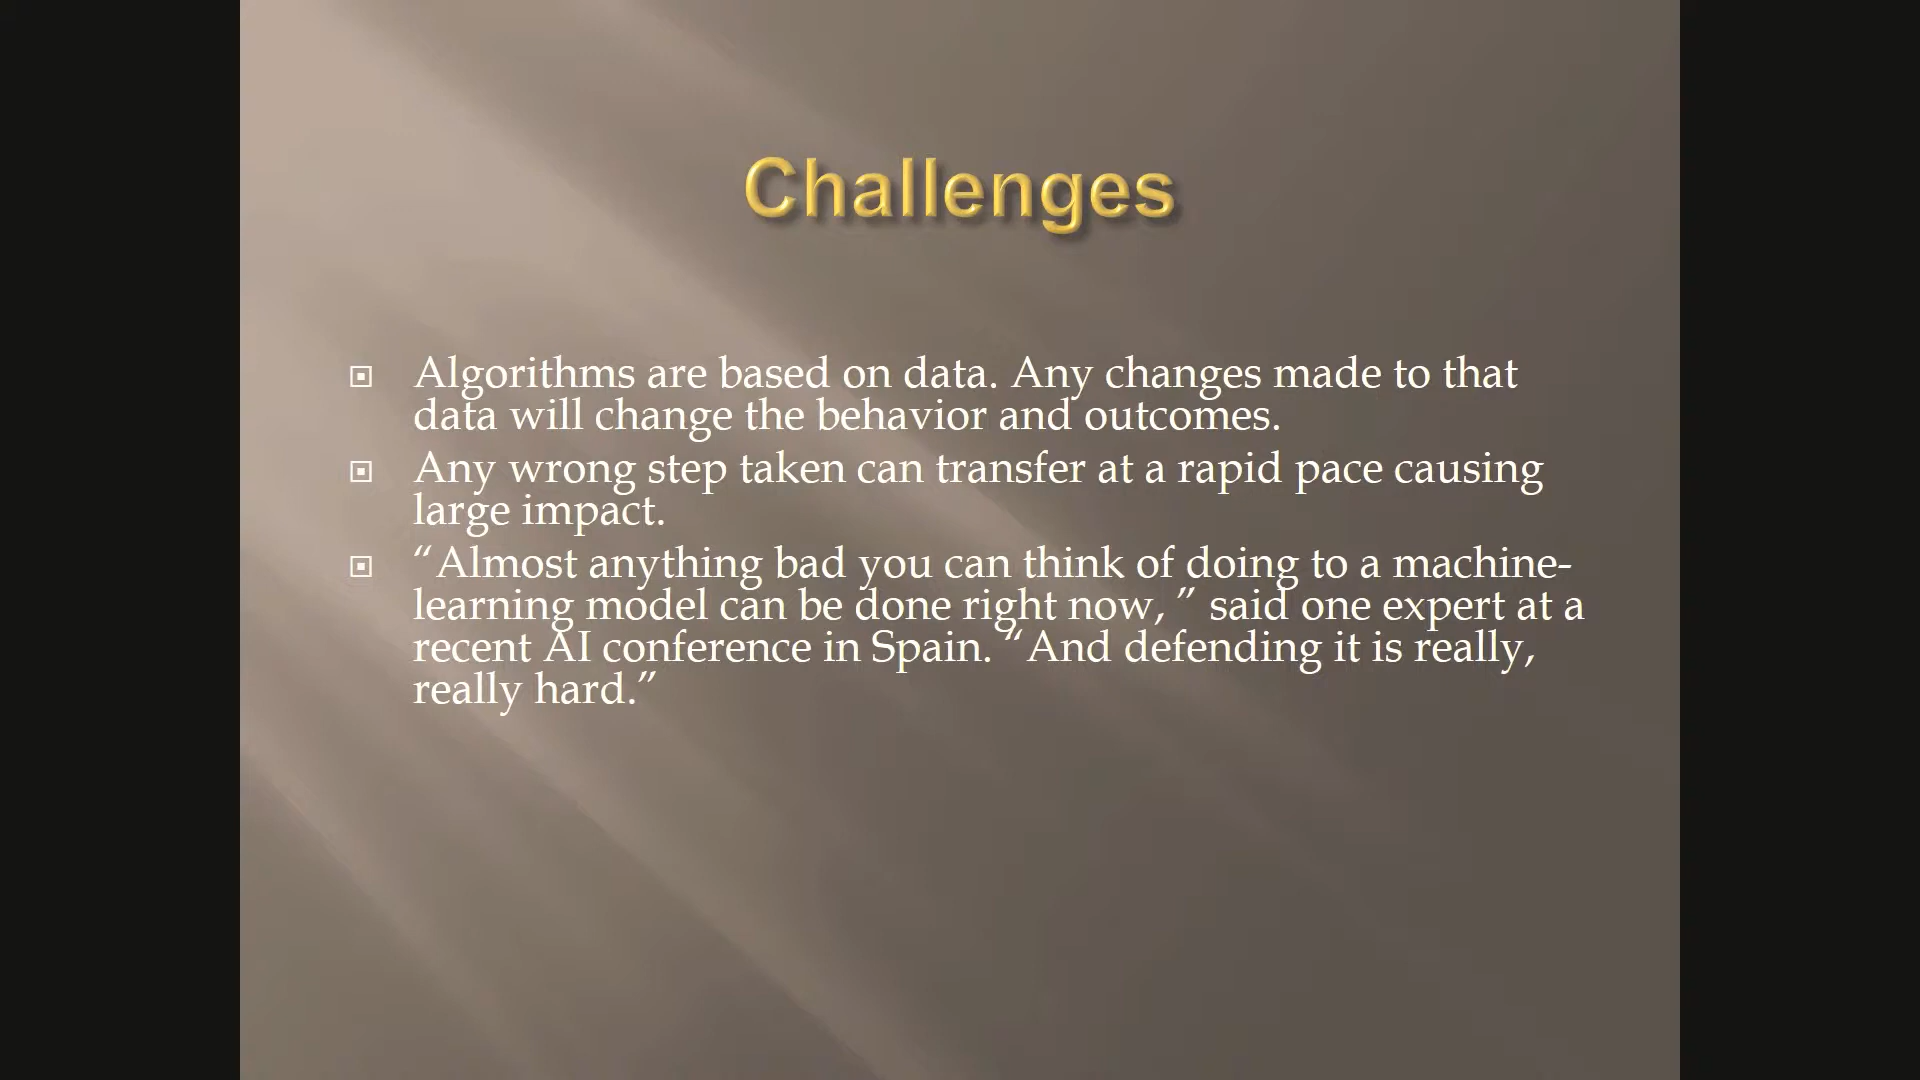 Challenges
Algorithms are based on data. Any changes made to that
data will change the behavior and outcomes.
Any wrong step taken can transfer at a rapid pace causing
large impact.
“Almost anything bad you can think of doing to a machine-
learning model can be done right now, ” said one expert at a
recent AI conference in Spain. “And defending it is really,
really hard.”